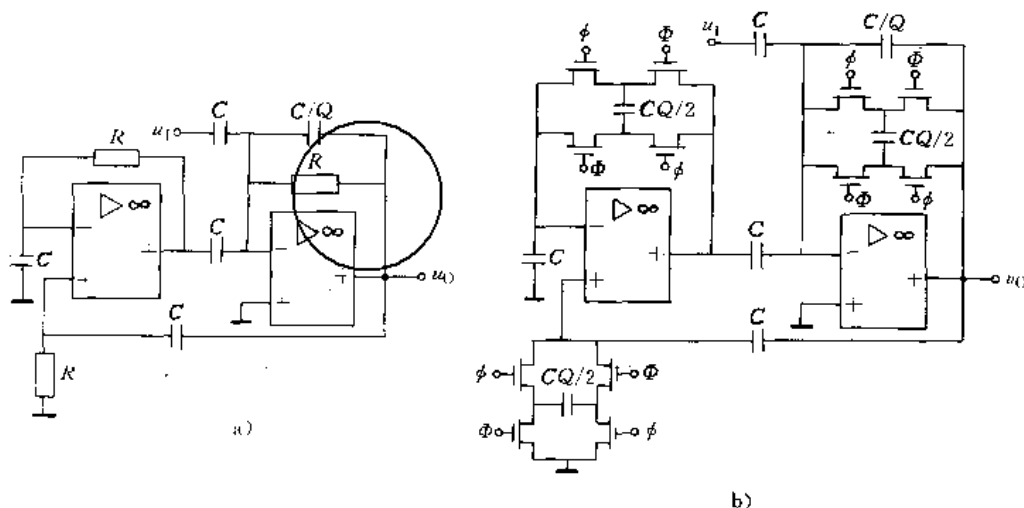 u_I C C/Q
R R
▷ ∞
− +
+
C
C
▷ ∞
− +
+
u_O
C
R
a)
φ Φ
CQ/2
Φ φ
u_I C C/Q
φ Φ
CQ/2
Φ φ
▷ ∞
− +
+
C
C
▷ ∞
− +
+
u_O
C
φ CQ/2 Φ
Φ φ
b)